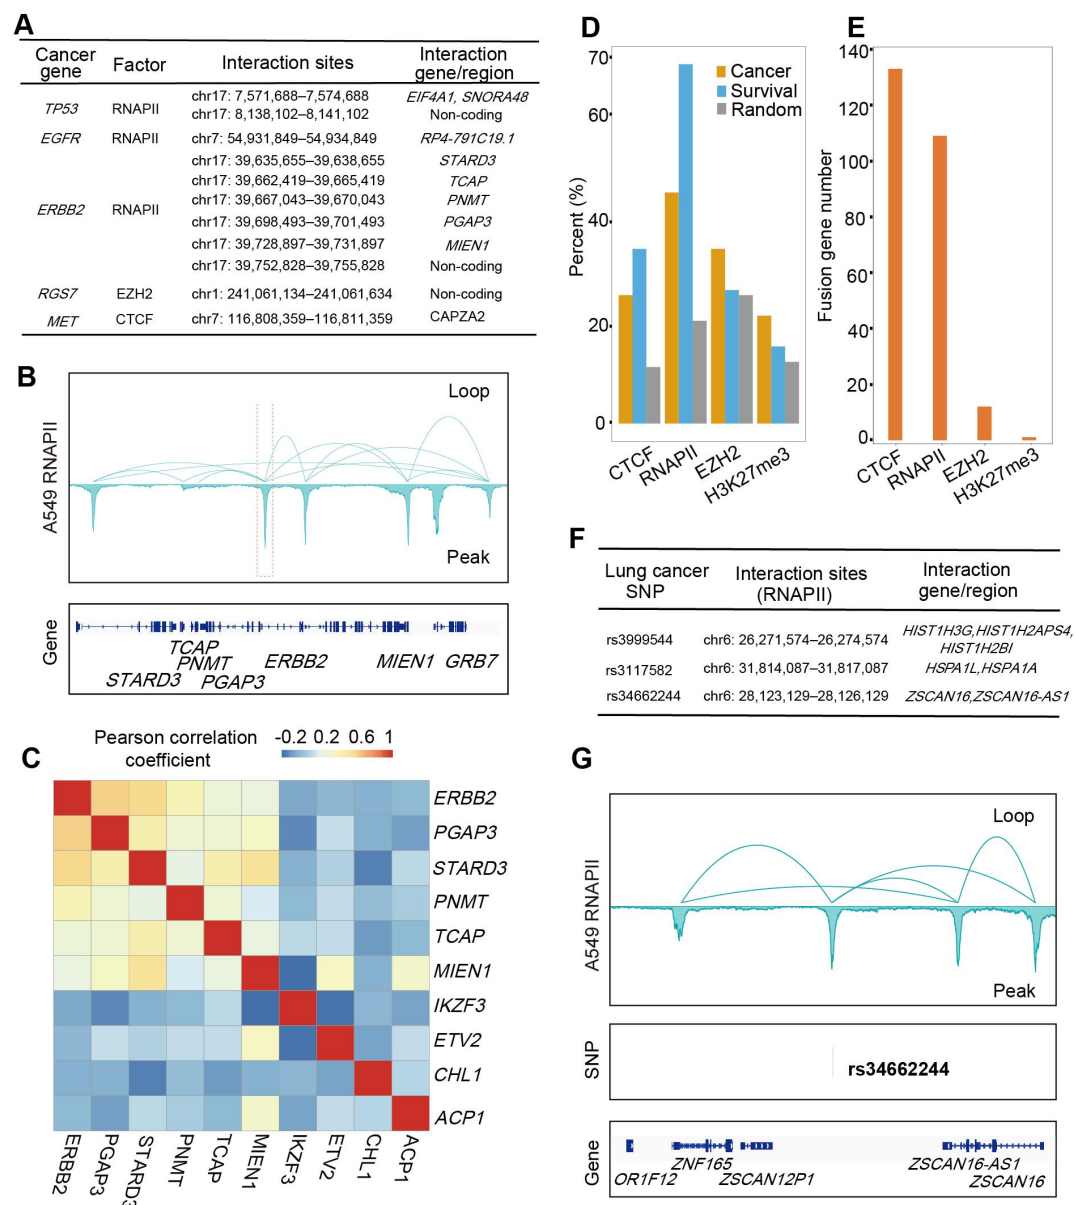 A
Cancer gene
Factor
Interaction sites
Interaction gene/region
TP53
RNAPII
chr17: 7,571,688–7,574,688
EIF4A1, SNORA48
chr17: 8,138,102–8,141,102
Non-coding
EGFR
RNAPII
chr7: 54,931,849–54,934,849
RP4-791C19.1
ERBB2
RNAPII
chr17: 39,635,655–39,638,655
STARD3
chr17: 39,662,419–39,665,419
TCAP
chr17: 39,667,043–39,670,043
PNMT
chr17: 39,698,493–39,701,493
PGAP3
chr17: 39,728,897–39,731,897
MIEN1
chr17: 39,752,828–39,755,828
Non-coding
RGS7
EZH2
chr1: 241,061,134–241,061,634
Non-coding
MET
CTCF
chr7: 116,808,359–116,811,359
CAPZA2
B
A549 RNAPII
Loop
Peak
Gene
TCAP
PNMT
ERBB2
MIEN1
GRB7
STARD3
PGAP3
C
Pearson correlation
coefficient
-0.2 0.2 0.6 1
ERBB2
PGAP3
STARD3
PNMT
TCAP
MIEN1
IKZF3
ETV2
CHL1
ACP1
ERBB2
PGAP3
STARD3
PNMT
TCAP
MIEN1
IKZF3
ETV2
CHL1
ACP1
D
Percent (%)
70
60
40
20
0
Cancer
Survival
Random
CTCF
RNAPII
EZH2
H3K27me3
E
Fusion gene number
140
120
100
80
60
40
20
0
CTCF
RNAPII
EZH2
H3K27me3
F
Lung cancer
SNP
Interaction sites
(RNAPII)
Interaction
gene/region
rs3999544
chr6: 26,271,574–26,274,574
HIST1H3G,HIST1H2APS4,
HIST1H2BI
rs3117582
chr6: 31,814,087–31,817,087
HSPA1L,HSPA1A
rs34662244
chr6: 28,123,129–28,126,129
ZSCAN16,ZSCAN16-AS1
G
A549 RNAPII
Loop
Peak
SNP
rs34662244
Gene
ZNF165
ZSCAN16-AS1
OR1F12
ZSCAN12P1
ZSCAN16